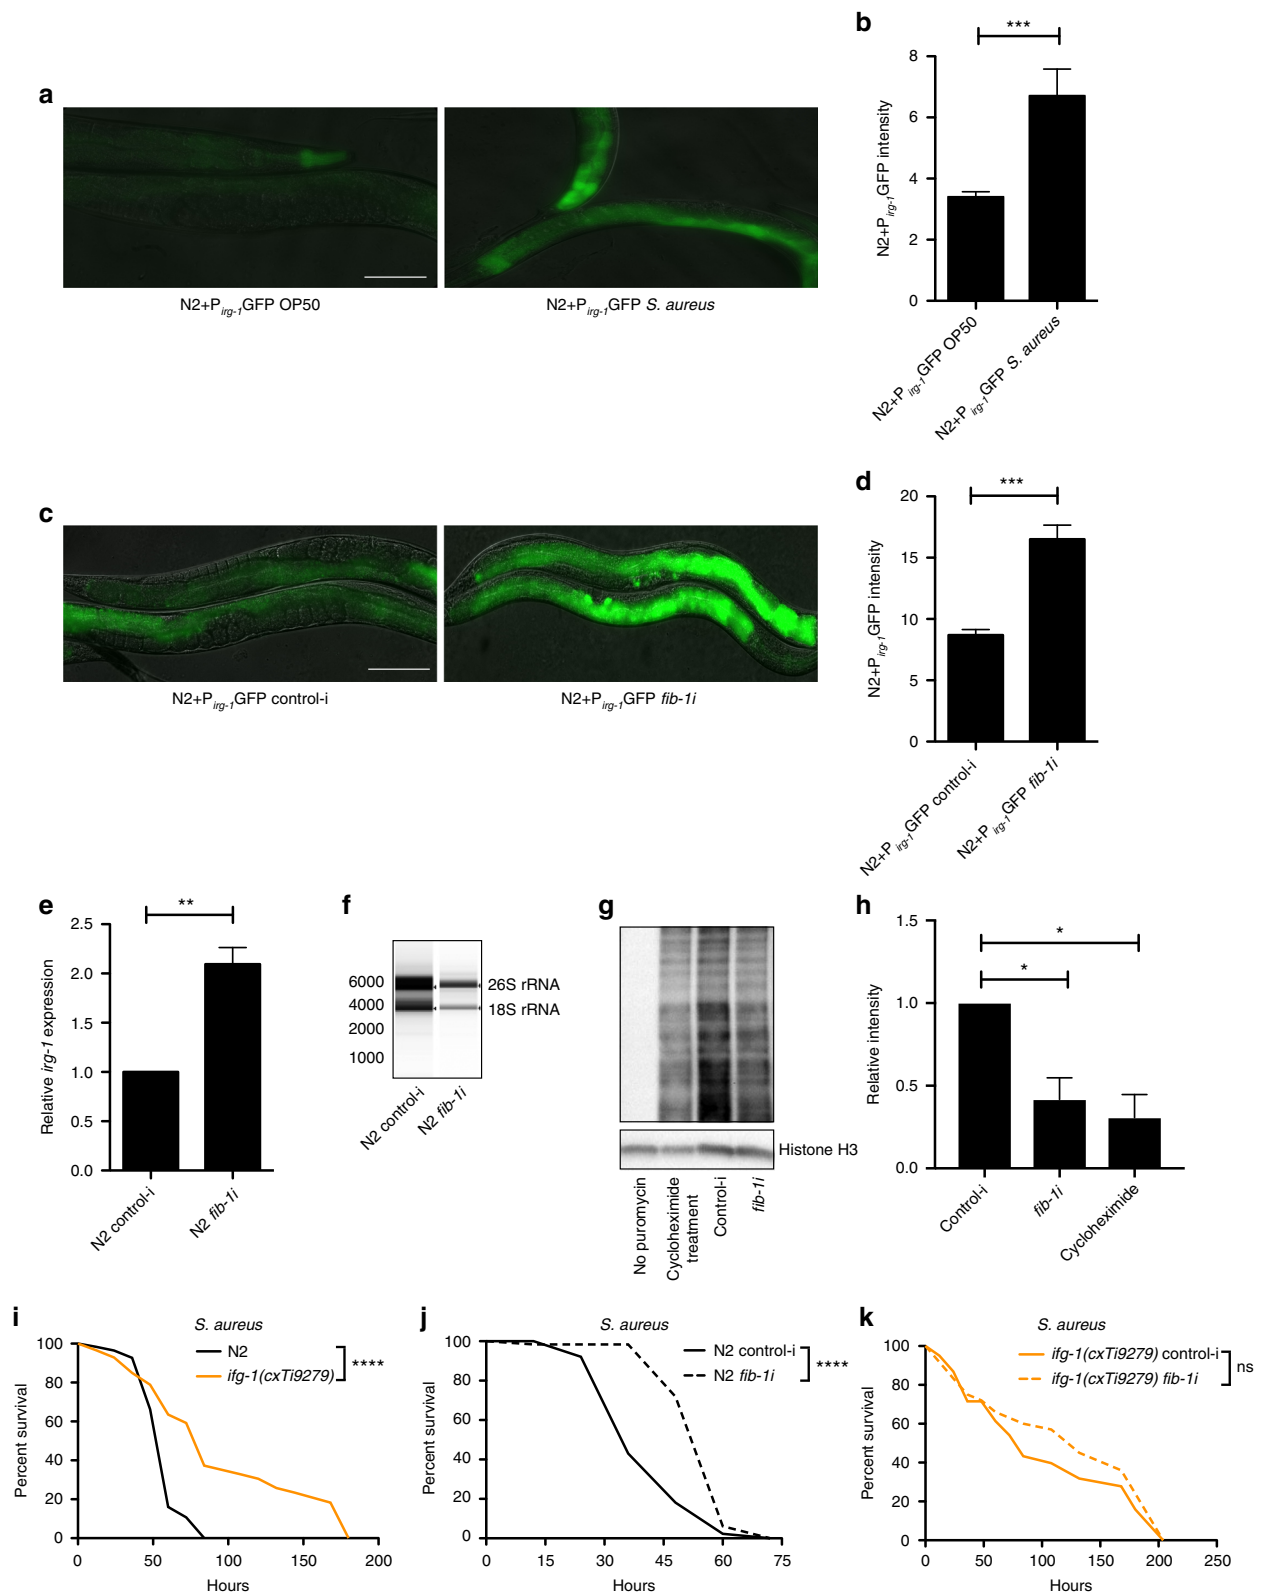 a
N2+Pirg-1GFP OP50
N2+Pirg-1GFP S. aureus
b
***
N2+Pirg-1GFP intensity
8
6
4
2
0
N2+Pirg-1GFP OP50
N2+Pirg-1GFP S. aureus
c
N2+Pirg-1GFP control-i
N2+Pirg-1GFP fib-1i
d
***
N2+Pirg-1GFP intensity
20
15
10
5
0
N2+Pirg-1GFP control-i
N2+Pirg-1GFP fib-1i
e
**
Relative irg-1 expression
2.5
2.0
1.5
1.0
0.5
0.0
N2 control-i
N2 fib-1i
f
6000
4000
2000
1000
26S rRNA
18S rRNA
N2 control-i
N2 fib-1i
g
Histone H3
No puromycin
Cycloheximide
treatment
Control-i
fib-1i
h
*
*
Relative intensity
1.5
1.0
0.5
0.0
Control-i
fib-1i
Cycloheximide
i
S. aureus
N2
ifg-1(cxTi9279)
****
Percent survival
100
80
60
40
20
0
0 50 100 150 200
Hours
j
S. aureus
N2 control-i
N2 fib-1i
****
Percent survival
100
80
60
40
20
0
0 15 30 45 60 75
Hours
k
S. aureus
ifg-1(cxTi9279) control-i
ifg-1(cxTi9279) fib-1i
ns
Percent survival
100
80
60
40
20
0
0 50 100 150 200 250
Hours